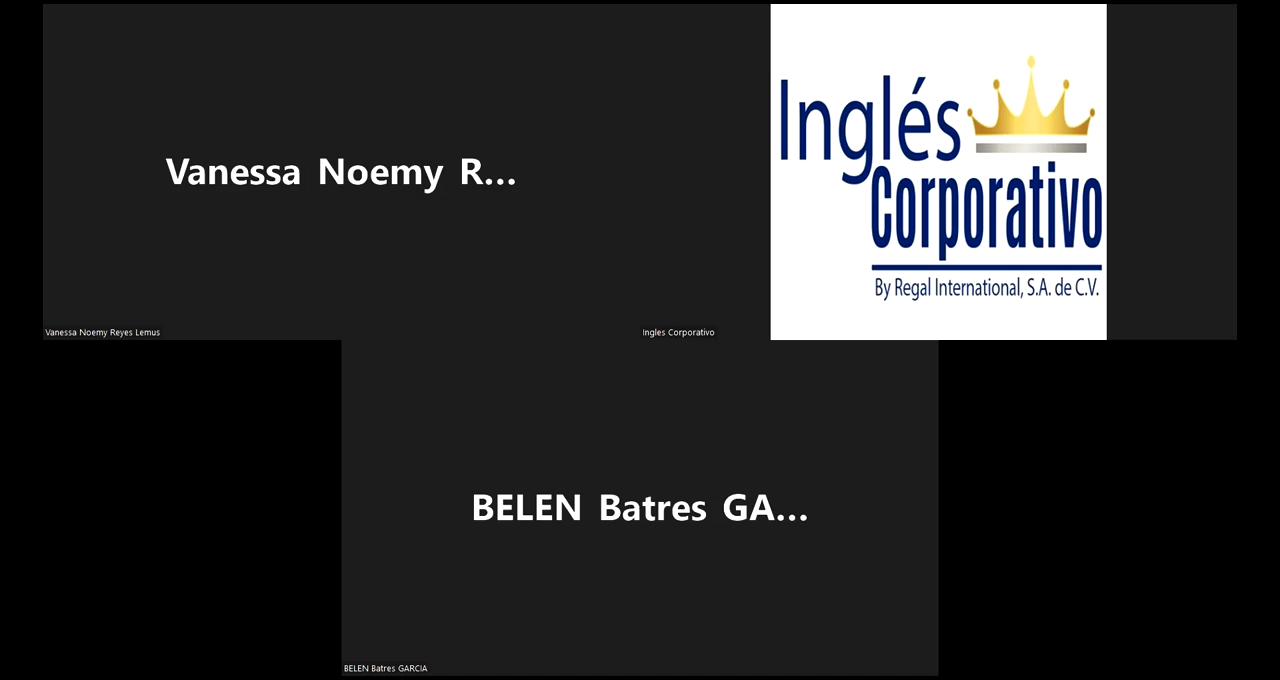 Vanessa Noemy R...
Vanessa Noemy Reyes Lemus
Inglés
Corporativo
By Regal International, S.A. de C.V.
Ingles Corporativo
BELEN Batres GA...
BELEN Batres GARCIA